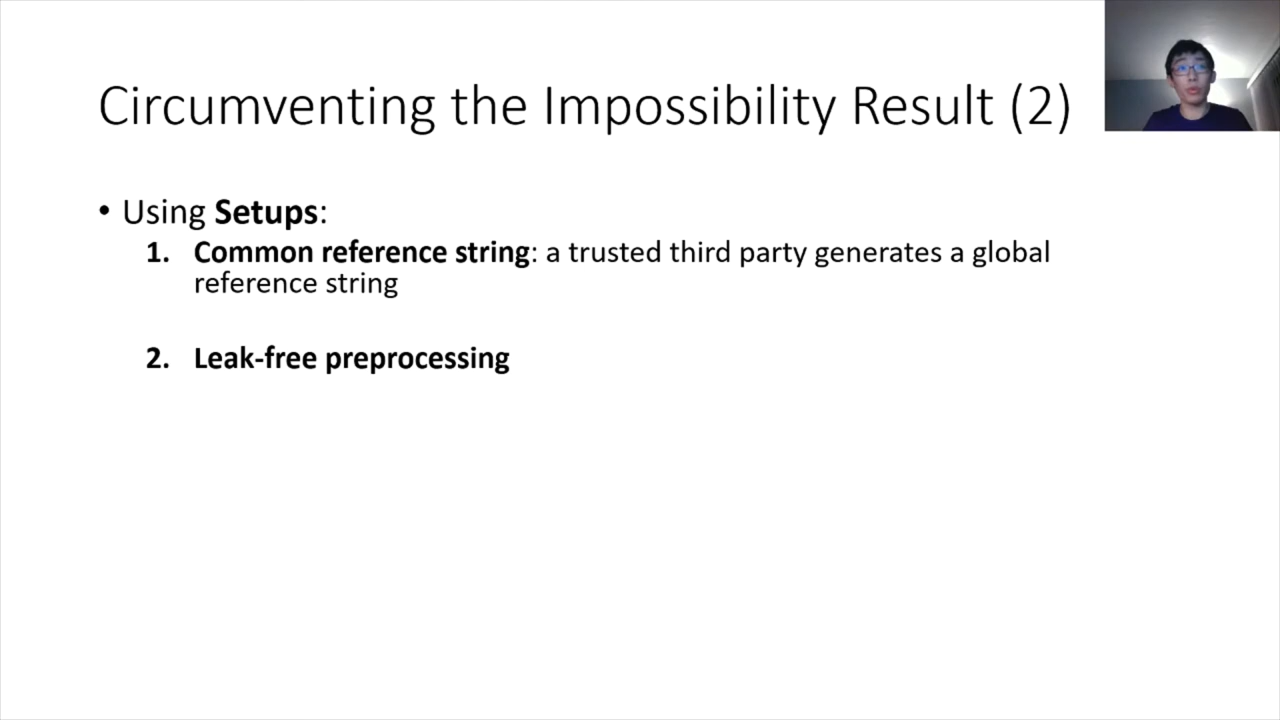 Circumventing the Impossibility Result (2)
• Using Setups:
1. Common reference string: a trusted third party generates a global
reference string
2. Leak-free preprocessing